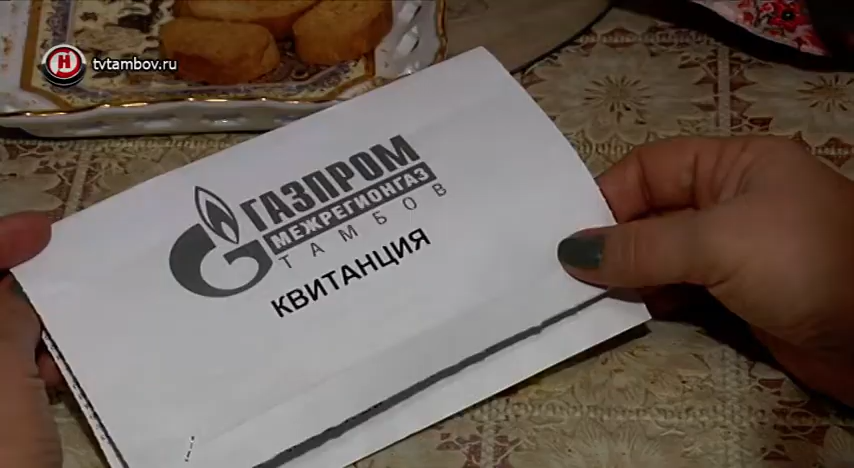 Н tvtambov.ru
ГАЗПРОМ
МЕЖРЕГИОНГАЗ
ТАМБОВ
КВИТАНЦИЯ